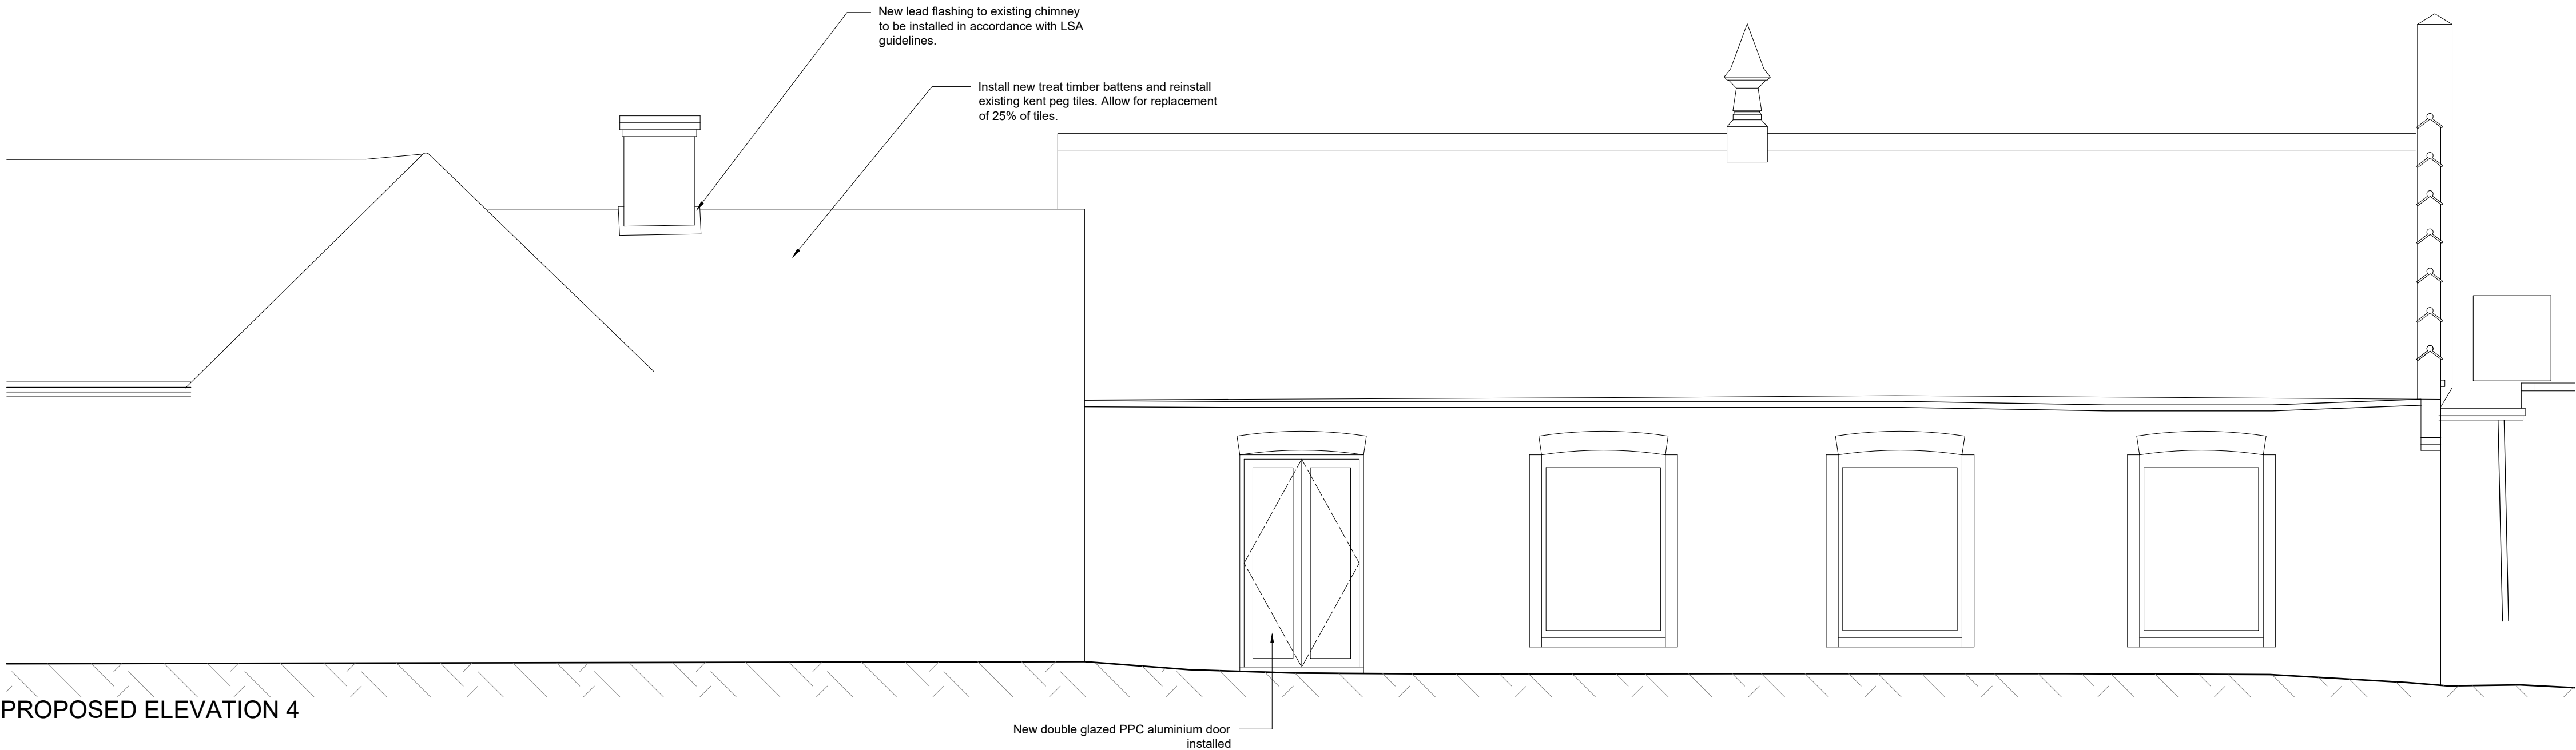 New lead flashing to existing chimney
to be installed in accordance with LSA
guidelines.
Install new treat timber battens and reinstall
existing kent peg tiles. Allow for replacement
of 25% of tiles.
PROPOSED ELEVATION 4
New double glazed PPC aluminium door
installed